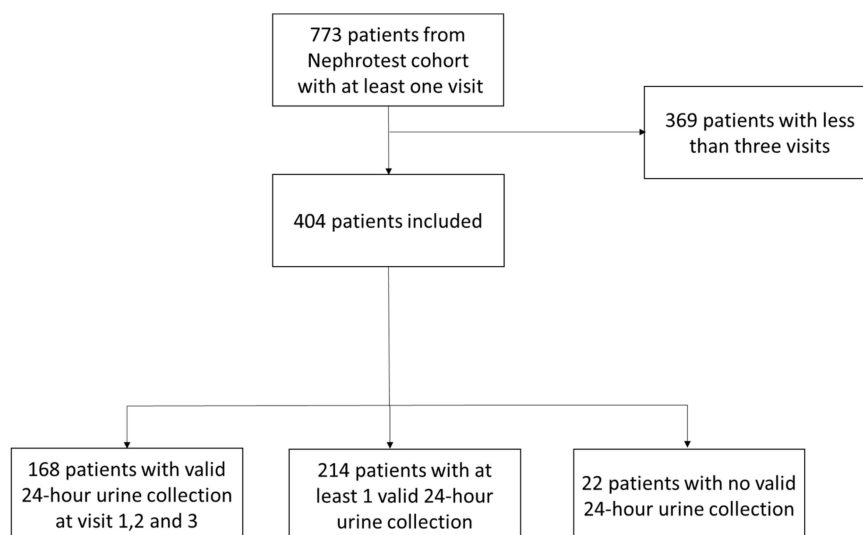 773 patients from
Nephrotest cohort
with at least one visit
369 patients with less
than three visits
404 patients included
168 patients with valid
24-hour urine collection
at visit 1,2 and 3
214 patients with at
least 1 valid 24-hour
urine collection
22 patients with no valid
24-hour urine collection